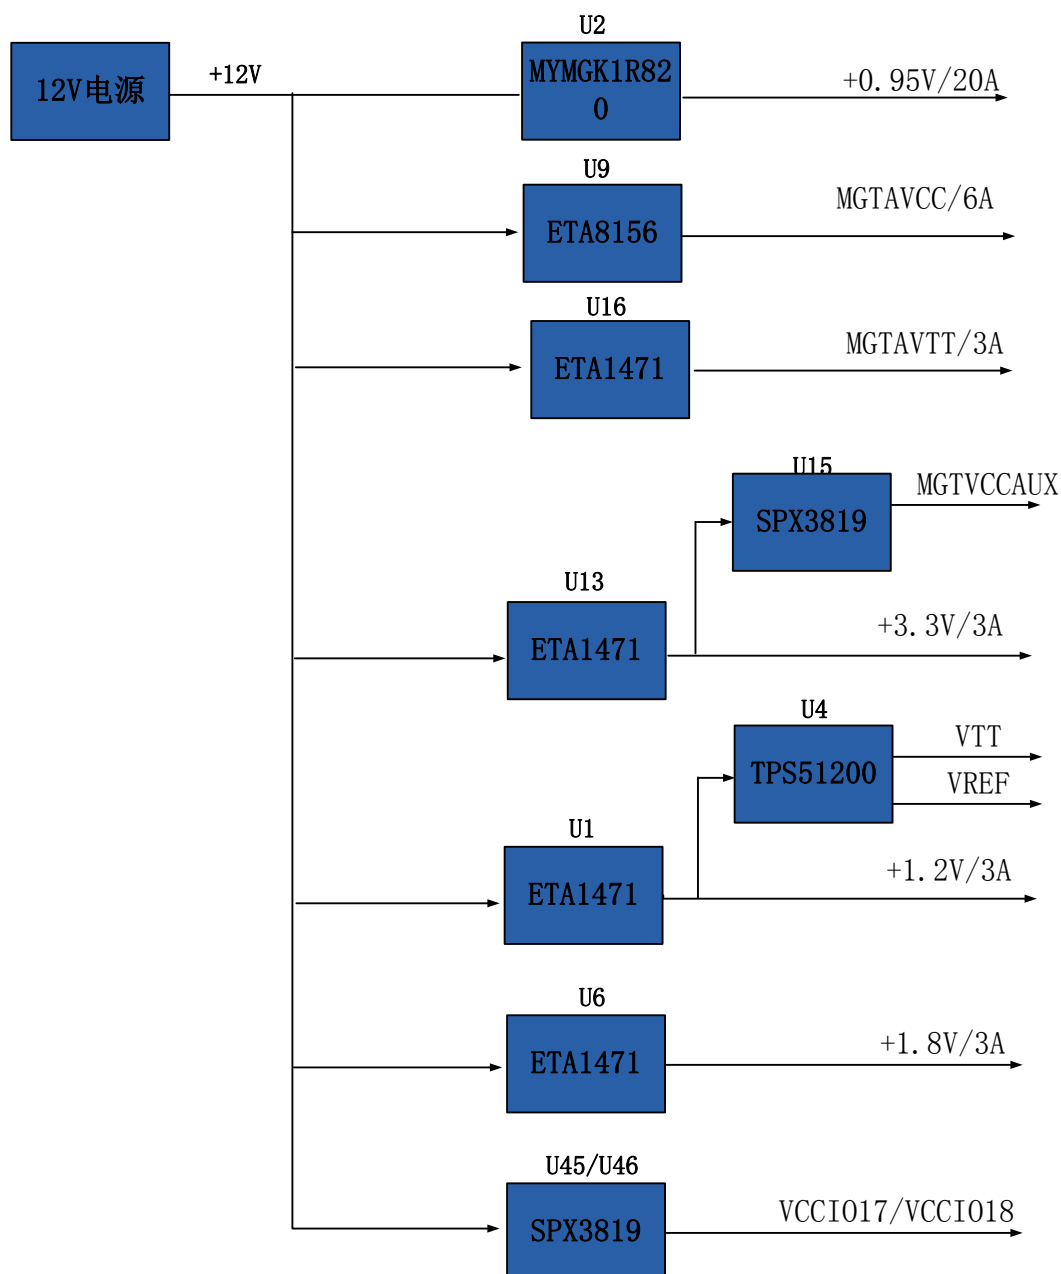 U2
12V电源
+12V
MYMGK1R82
0
+0.95V/20A
U9
ETA8156
MGTAVCC/6A
U16
ETA1471
MGTAVTT/3A
U15
SPX3819
MGTVCCAUX
U13
ETA1471
+3.3V/3A
U4
TPS51200
VTT
VREF
U1
ETA1471
+1.2V/3A
U6
ETA1471
+1.8V/3A
U45/U46
SPX3819
VCCIO17/VCCIO18